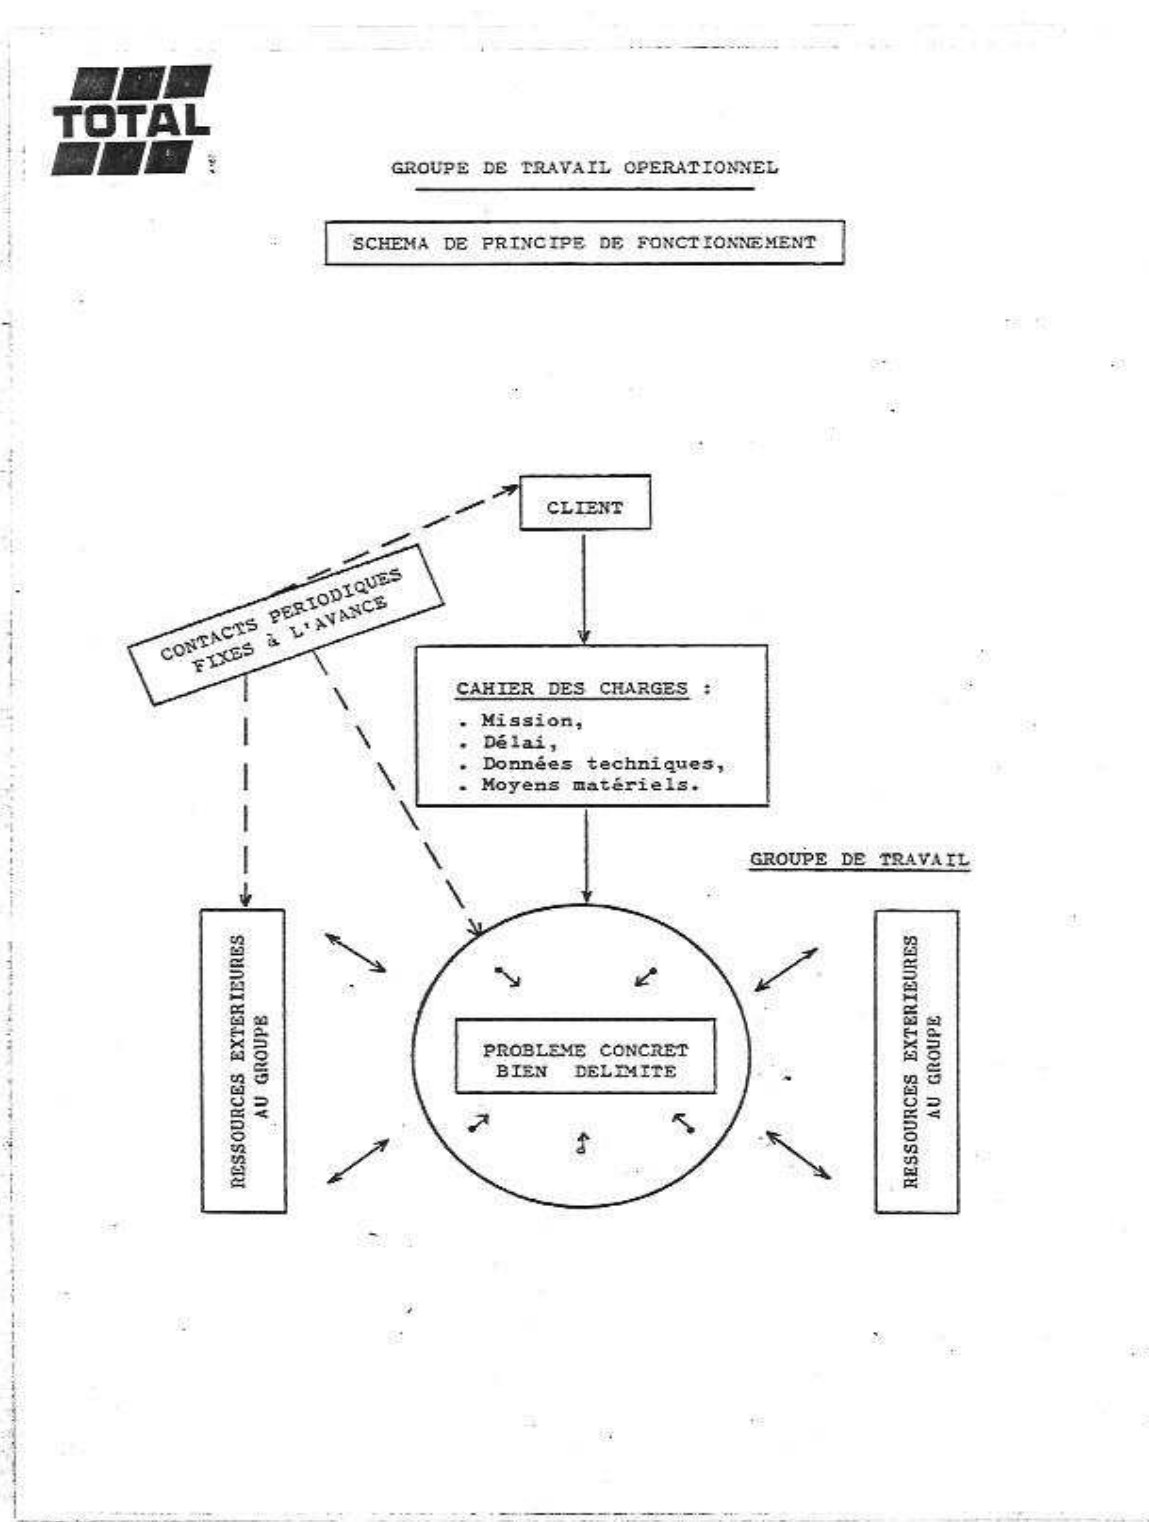 TOTAL
GROUPE DE TRAVAIL OPERATIONNEL
SCHEMA DE PRINCIPE DE FONCTIONNEMENT
CLIENT
CONTACTS PERIODIQUES
FIXES à L'AVANCE
CAHIER DES CHARGES :
. Mission,
. Délai,
. Données techniques,
. Moyens matériels.
GROUPE DE TRAVAIL
RESSOURCES EXTERIEURES
AU GROUPE
PROBLEME CONCRET
BIEN DELIMITE
RESSOURCES EXTERIEURES
AU GROUPE